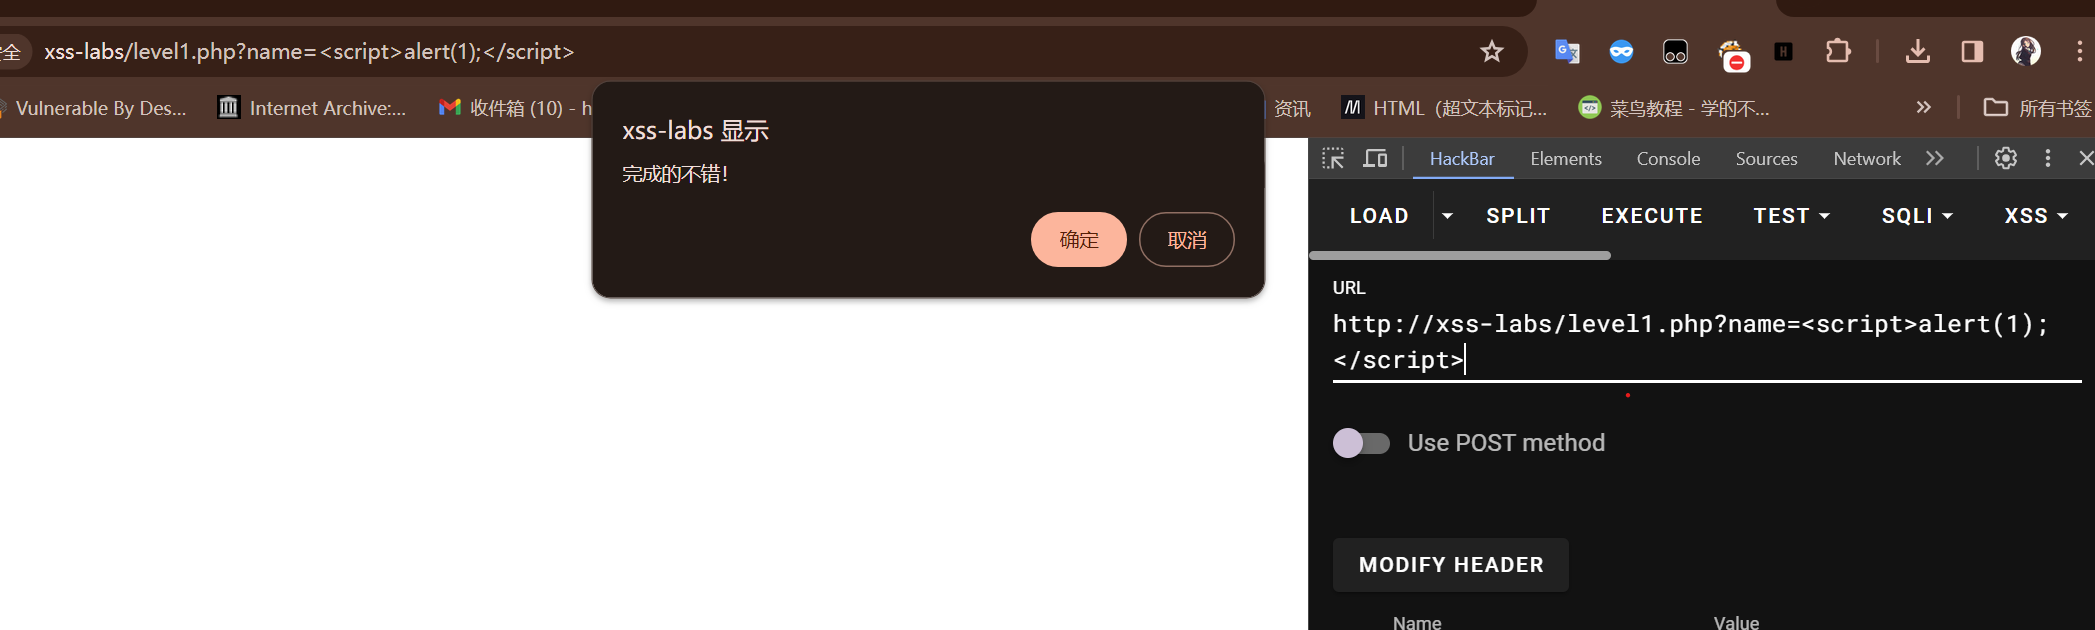 全 xss-labs/level1.php?name=<script>alert(1);</script>
Vulnerable By Des... Internet Archive:... 收件箱 (10) - h 资讯 HTML（超文本标记... 菜鸟教程 - 学的不... 所有书签
xss-labs 显示
完成的不错！
确定 取消
HackBar Elements Console Sources Network
LOAD SPLIT EXECUTE TEST SQLI XSS
URL
http://xss-labs/level1.php?name=<script>alert(1);
</script>
Use POST method
MODIFY HEADER
Name Value